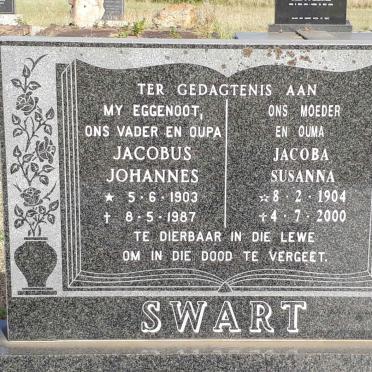 TER GEDAGTENIS AAN
MY EGGENOOT,
ONS VADER EN OUPA
JACOBUS
JOHANNES
★ 5-6-1903
† 8-5-1987
ONS MOEDER
EN OUMA
JACOBA
SUSANNA
☆ 8-2-1904
✝ 4-7-2000
TE DIERBAAR IN DIE LEWE
OM IN DIE DOOD TE VERGEET.
SWART